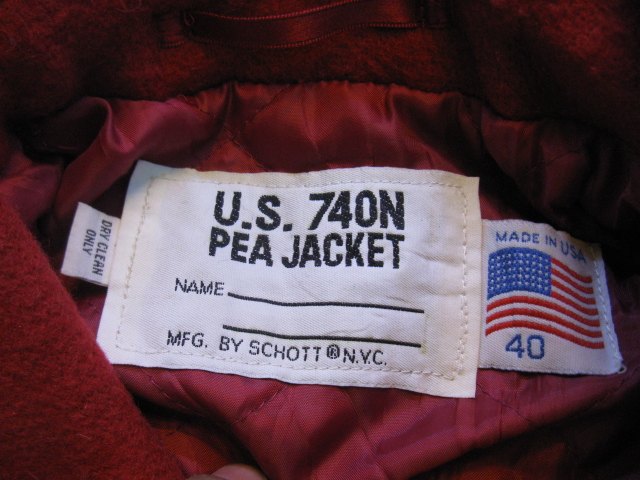 U.S. 740N
PEA JACKET
NAME
MFG. BY SCHOTT ® N.Y.C.
DRY CLEAN
ONLY
MADE IN USA
40